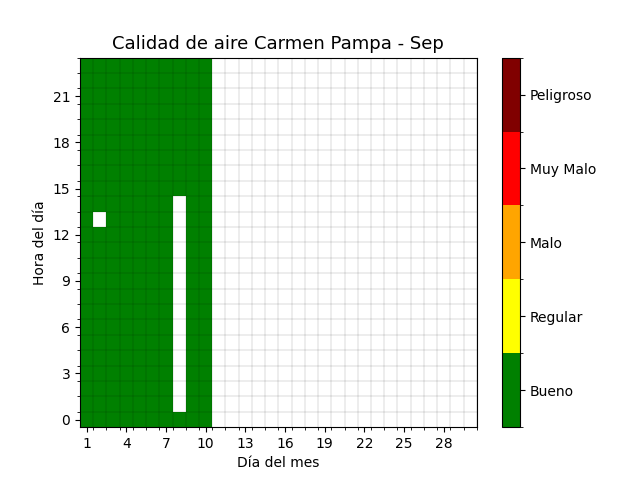 Calidad de aire Carmen Pampa - Sep
Hora del día
21
18
15
12
9
6
3
0
1 4 7 10 13 16 19 22 25 28
Día del mes
Peligroso
Muy Malo
Malo
Regular
Bueno